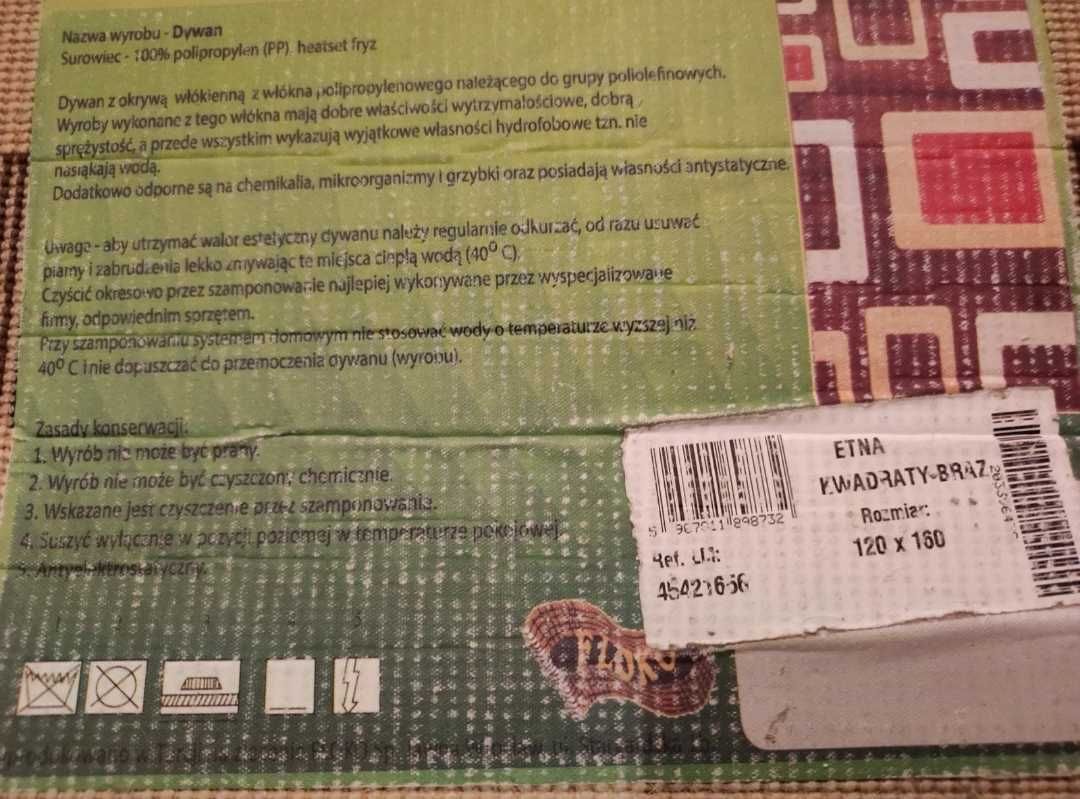 Nazwa wyrobu - Dywan
Surowiec - 100% polipropylen (PP) heatset fryz
Dywan z okrywą włókienną z włókna polipropylenowego należącego do grupy poliolefinowych.
Wyroby wykonane z tego włókna mają dobre właściwości wytrzymałościowe, dobrą
sprężystość, a przede wszystkim wykazują wyjątkowe własności hydrofobowe tzn. nie
nasiąkają wodą.
Dodatkowo odporne są na chemikalia, mikroorganizmy i grzybki oraz posiadają własności antystatyczne.
Uwaga - aby utrzymać walor estetyczny dywanu należy regularnie odkurzać, od razu usuwać
plamy i zabrudzenia lekko zmywając te miejsca ciepłą wodą (40° C).
Czyścić okresowo przez szamponowanie najlepiej wykonywane przez wyspecjalizowane
firmy, odpowiednim sprzętem.
Przy szamponowaniu systemem domowym nie stosować wody o temperaturze wyższej niż
40° C i nie dopuszczać do przemoczenia dywanu (wyrobu).
Zasady konserwacji:
1. Wyrób nie może być prany.
2. Wyrób nie może być czyszczony chemicznie.
3. Wskazane jest czyszczenie przez szamponowanie.
4. Suszyć wyłącznie w pozycji poziomej w temperaturze pokojowej.
5. Antyelektrostatyczny.
ETNA
KWADRATY-BRAZ
Rozmiar:
120 x 160
5 907011 898732
Ref.
FLOKO
produkowano w